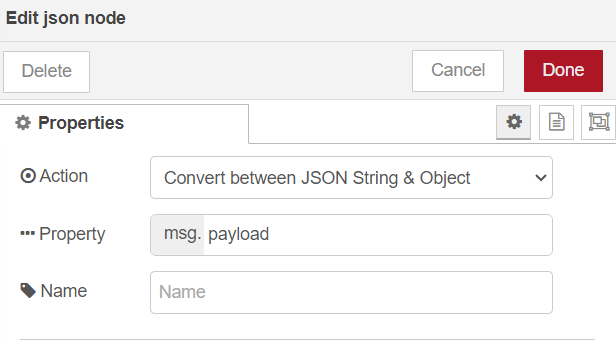 Edit json node
Delete
Cancel
Done
Properties
Action
Convert between JSON String & Object
Property
msg. payload
Name
Name